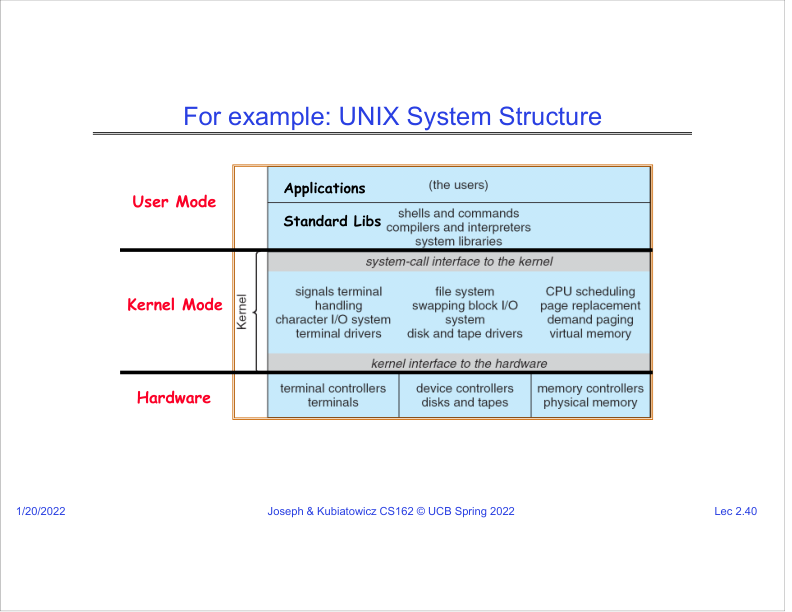 For example: UNIX System Structure
User Mode
Applications
(the users)
Standard Libs
shells and commands
compilers and interpreters
system libraries
Kernel Mode
Kernel
system-call interface to the kernel
signals terminal
handling
character I/O system
terminal drivers
file system
swapping block I/O
system
disk and tape drivers
CPU scheduling
page replacement
demand paging
virtual memory
kernel interface to the hardware
Hardware
terminal controllers
terminals
device controllers
disks and tapes
memory controllers
physical memory
1/20/2022
Joseph & Kubiatowicz CS162 © UCB Spring 2022
Lec 2.40